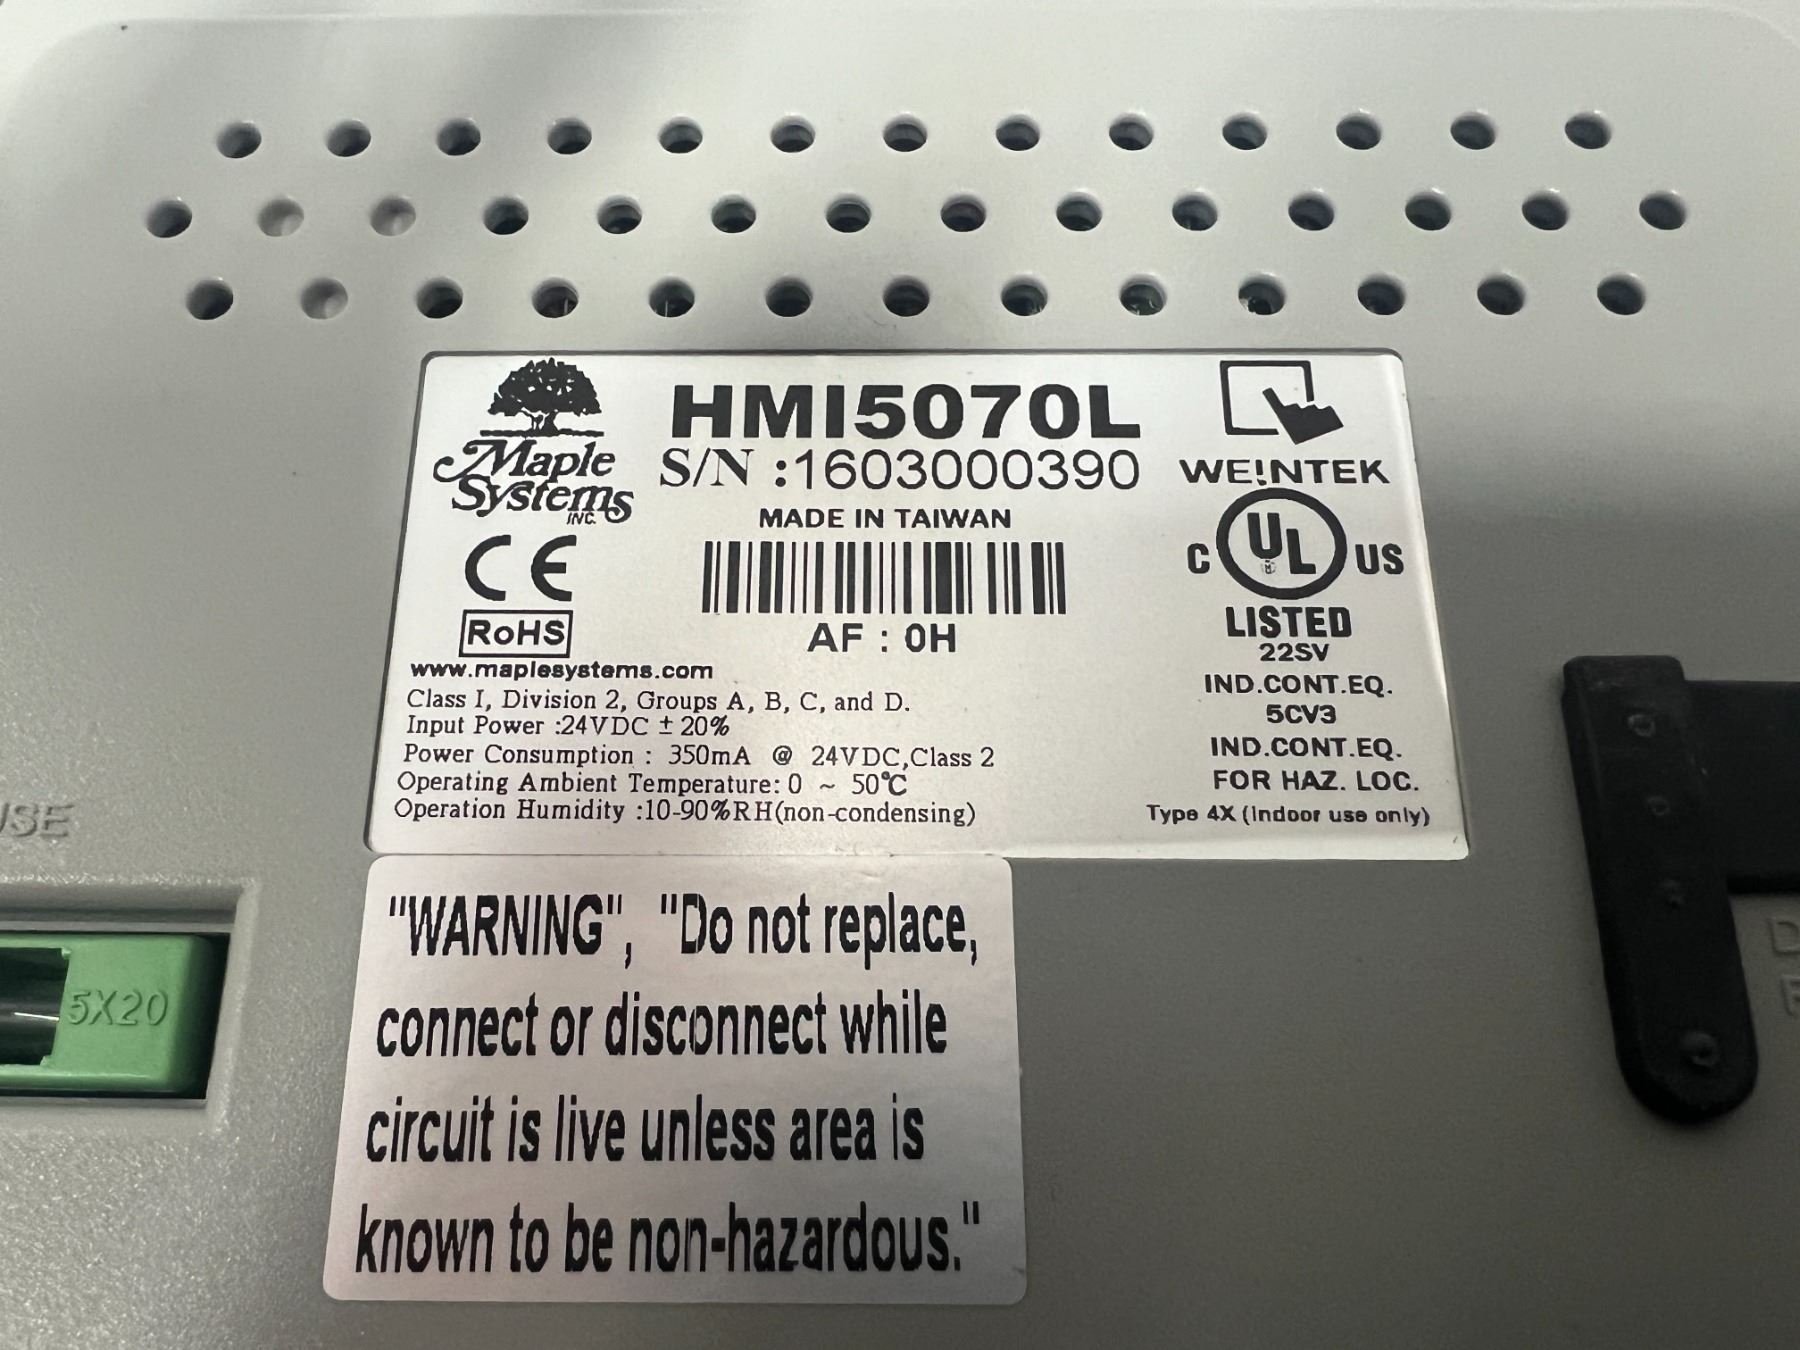 HMI5070L
Maple
Systems
INC.
S/N :1603000390
WE!NTEK
MADE IN TAIWAN
CE
C UL US
RoHS
AF : 0H
LISTED
22SV
www.maplesystems.com
IND.CONT.EQ.
5CV3
IND.CONT.EQ.
FOR HAZ. LOC.
Type 4X (Indoor use only)
Class I, Division 2, Groups A, B, C, and D.
Input Power :24VDC ± 20%
Power Consumption : 350mA @ 24VDC,Class 2
Operating Ambient Temperature: 0 ~ 50℃
Operation Humidity :10-90%RH(non-condensing)
"WARNING", "Do not replace,
connect or disconnect while
circuit is live unless area is
known to be non-hazardous."
5X20